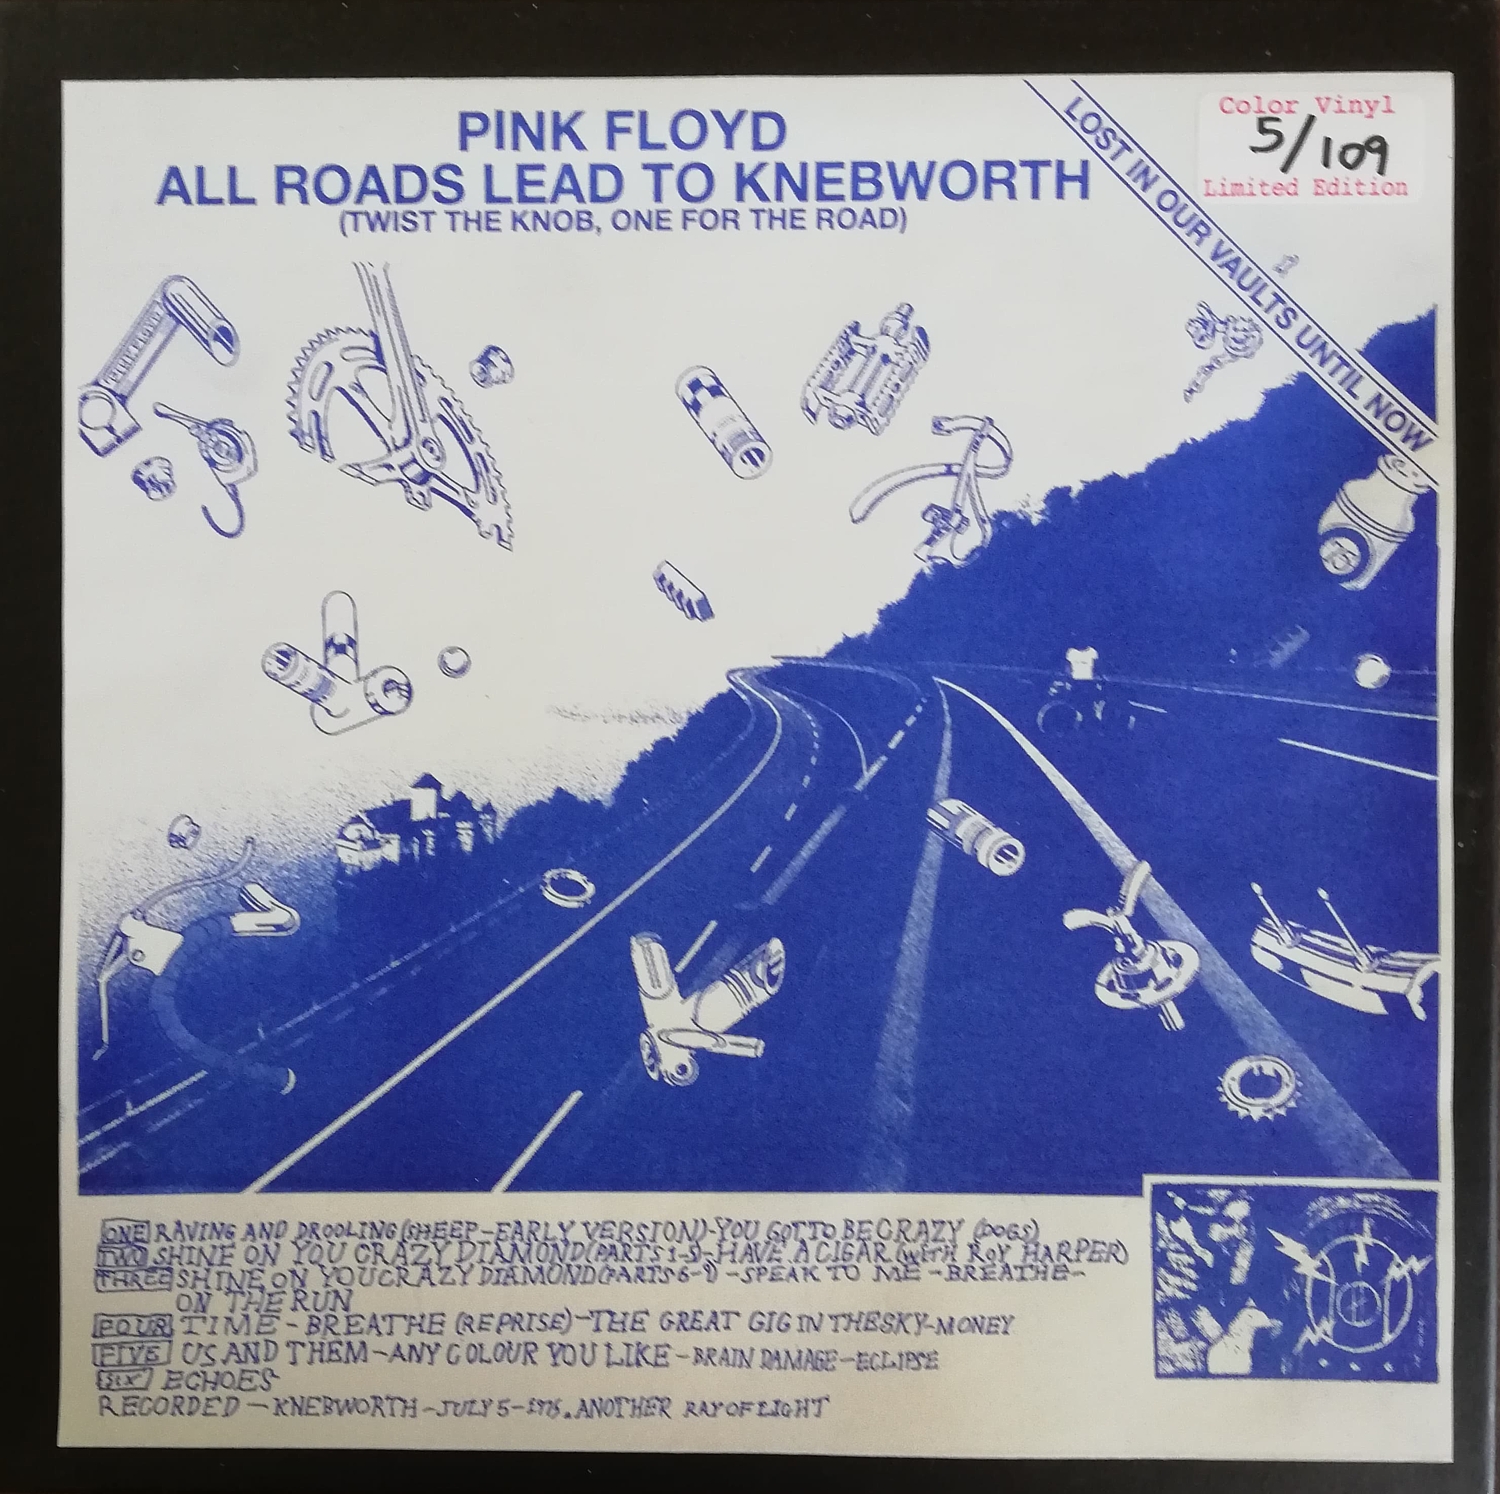 PINK FLOYD
ALL ROADS LEAD TO KNEBWORTH
(TWIST THE KNOB, ONE FOR THE ROAD)
LOST IN OUR VAULTS UNTIL NOW
Color Vinyl
5/109
Limited Edition
PINK FLOYD
ONE RAVING AND DROOLING (SHEEP-EARLY VERSION)-YOU GOT TO BE CRAZY (DOGS)
TWO SHINE ON YOU CRAZY DIAMOND (PARTS 1-5)-HAVE A CIGAR (WITH ROY HARPER)
THREE SHINE ON YOU CRAZY DIAMOND (PARTS 6-9) -SPEAK TO ME -BREATHE-
ON THE RUN
FOUR TIME - BREATHE (REPRISE)-THE GREAT GIG IN THE SKY-MONEY
FIVE US AND THEM-ANY COLOUR YOU LIKE-BRAIN DAMAGE-ECLIPSE
SIX ECHOES
RECORDED - KNEBWORTH-JULY 5-1975. ANOTHER RAY OF LIGHT